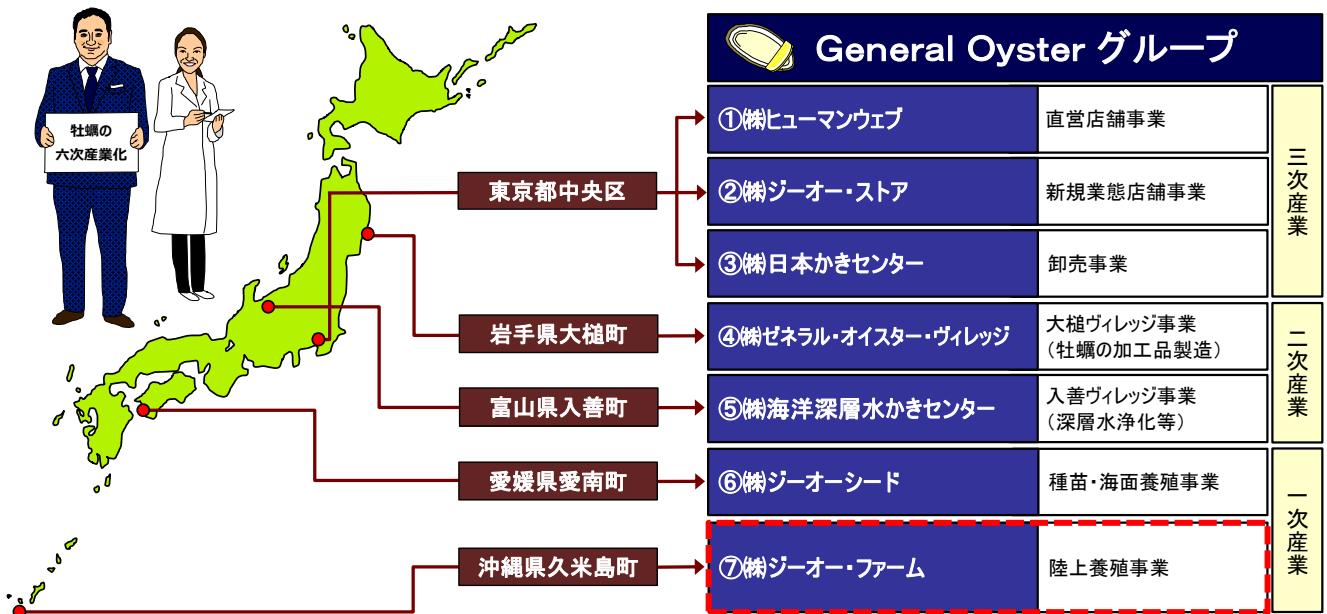 牡蠣の
六次産業化
General Oyster グループ
東京都中央区
①㈱ヒューマンウェブ
直営店舗事業
②㈱ジーオー・ストア
新規業態店舗事業
③㈱日本かきセンター
卸売事業
三次産業
岩手県大槌町
④㈱ゼネラル・オイスター・ヴィレッジ
大槌ヴィレッジ事業
(牡蠣の加工品製造)
富山県入善町
⑤㈱海洋深層水かきセンター
入善ヴィレッジ事業
(深層水浄化等)
二次産業
愛媛県愛南町
⑥㈱ジーオーシード
種苗・海面養殖事業
沖縄県久米島町
⑦㈱ジーオー・ファーム
陸上養殖事業
一次産業